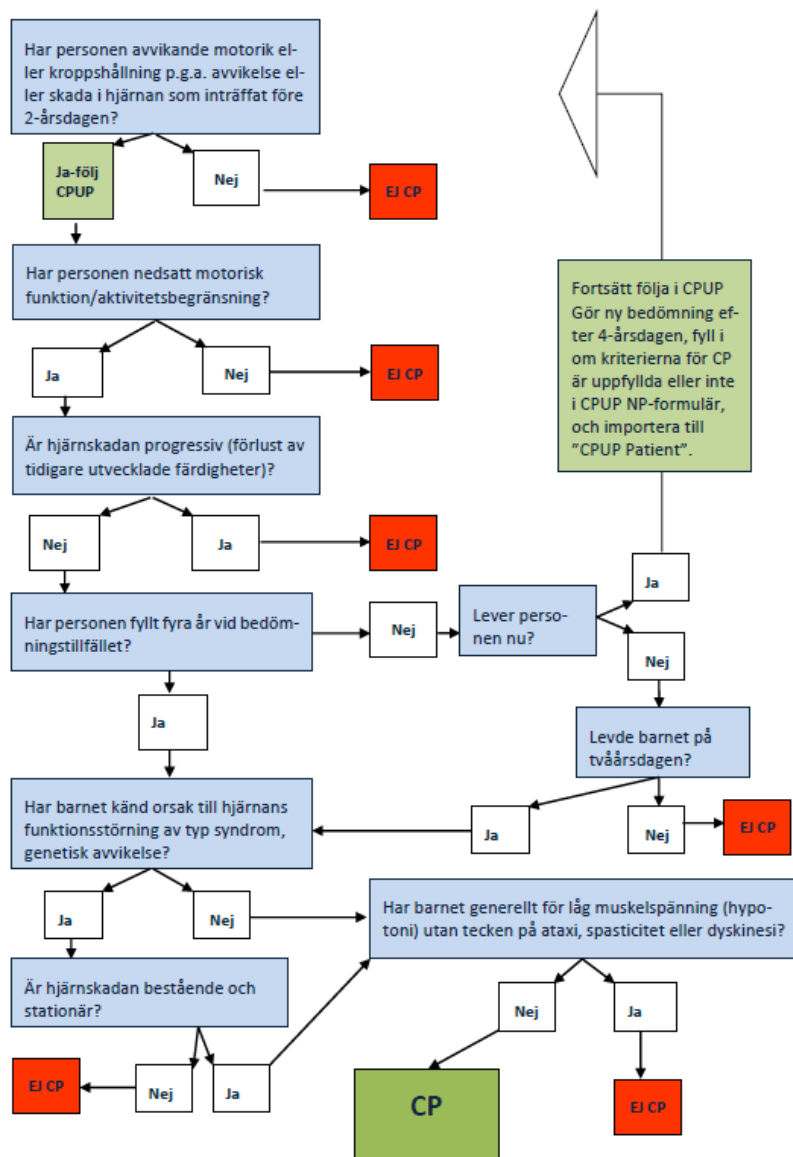 Har personen avvikande motorik el-
ler kroppshållning p.g.a. avvikelse el-
ler skada i hjärnan som inträffat före
2-årsdagen?
Ja-följ
CPUP
Nej
EJ CP
Har personen nedsatt motorisk
funktion/aktivitetsbegränsning?
Ja
Nej
EJ CP
Fortsätt följa i CPUP
Gör ny bedömning ef-
ter 4-årsdagen, fyll i
om kriterierna för CP
är uppfyllda eller inte
i CPUP NP-formulär,
och importera till
”CPUP Patient”.
Är hjärnskadan progressiv (förlust av
tidigare utvecklade färdigheter)?
Nej
Ja
EJ CP
Har personen fyllt fyra år vid bedöm-
ningstillfället?
Nej
Lever perso-
nen nu?
Ja
Nej
Ja
Levde barnet på
tvåårsdagen?
Ja
Nej
EJ CP
Har barnet känd orsak till hjärnans
funktionsstörning av typ syndrom,
genetisk avvikelse?
Ja
Nej
Har barnet generellt för låg muskelspänning (hypo-
toni) utan tecken på ataxi, spasticitet eller dyskinesi?
Är hjärnskadan bestående och
stationär?
EJ CP
Nej
Ja
Nej
Ja
CP
EJ CP